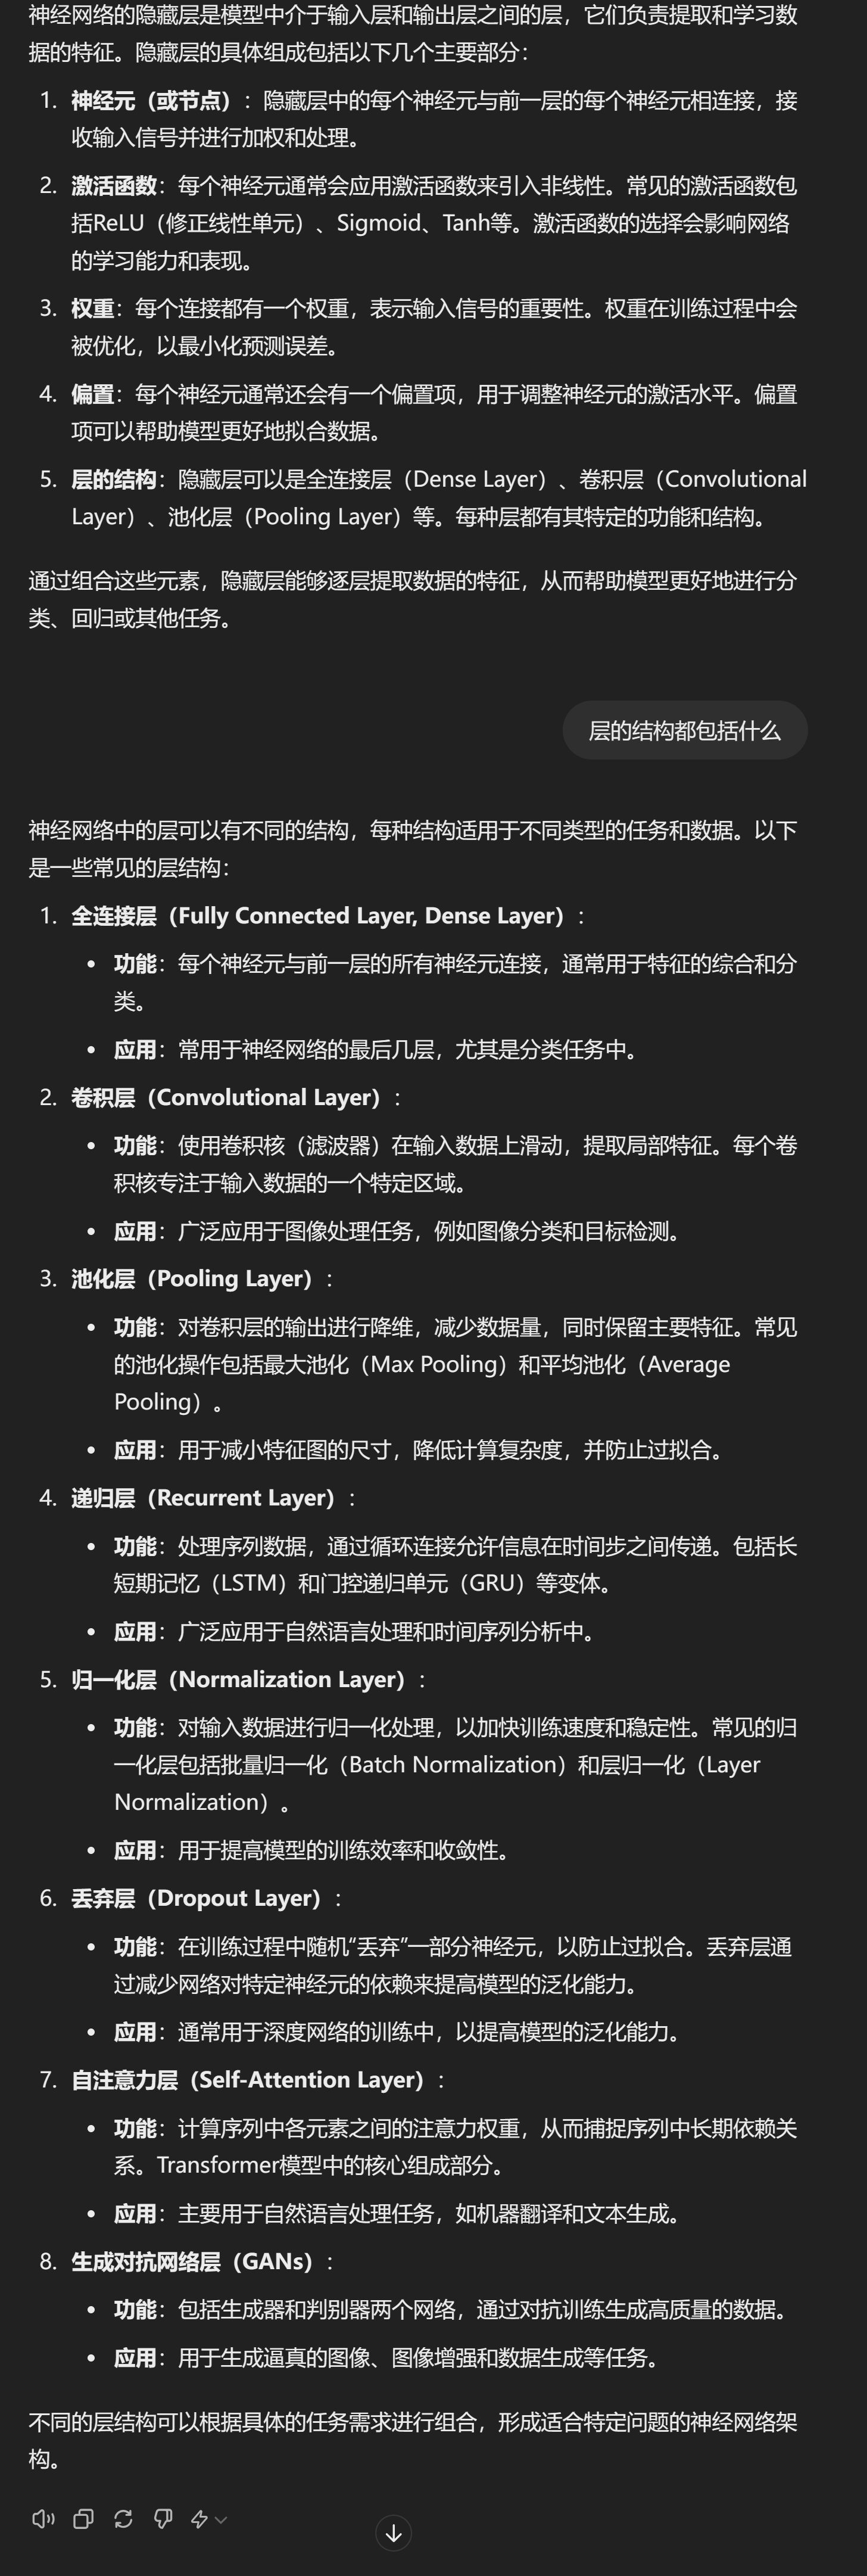 神经网络的隐藏层是模型中介于输入层和输出层之间的层，它们负责提取和学习数
据的特征。隐藏层的具体组成包括以下几个主要部分：
1. 神经元（或节点）：隐藏层中的每个神经元与前一层的每个神经元相连接，接
收输入信号并进行加权和处理。
2. 激活函数：每个神经元通常会应用激活函数来引入非线性。常见的激活函数包
括ReLU（修正线性单元）、Sigmoid、Tanh等。激活函数的选择会影响网络
的学习能力和表现。
3. 权重：每个连接都有一个权重，表示输入信号的重要性。权重在训练过程中会
被优化，以最小化预测误差。
4. 偏置：每个神经元通常还会有一个偏置项，用于调整神经元的激活水平。偏置
项可以帮助模型更好地拟合数据。
5. 层的结构：隐藏层可以是全连接层（Dense Layer）、卷积层（Convolutional
Layer）、池化层（Pooling Layer）等。每种层都有其特定的功能和结构。
通过组合这些元素，隐藏层能够逐层提取数据的特征，从而帮助模型更好地进行分
类、回归或其他任务。
层的结构都包括什么
神经网络中的层可以有不同的结构，每种结构适用于不同类型的任务和数据。以下
是一些常见的层结构：
1. 全连接层（Fully Connected Layer, Dense Layer）：
• 功能：每个神经元与前一层的所有神经元连接，通常用于特征的综合和分
类。
• 应用：常用于神经网络的最后几层，尤其是分类任务中。
2. 卷积层（Convolutional Layer）：
• 功能：使用卷积核（滤波器）在输入数据上滑动，提取局部特征。每个卷
积核专注于输入数据的一个特定区域。
• 应用：广泛应用于图像处理任务，例如图像分类和目标检测。
3. 池化层（Pooling Layer）：
• 功能：对卷积层的输出进行降维，减少数据量，同时保留主要特征。常见
的池化操作包括最大池化（Max Pooling）和平均池化（Average
Pooling）。
• 应用：用于减小特征图的尺寸，降低计算复杂度，并防止过拟合。
4. 递归层（Recurrent Layer）：
• 功能：处理序列数据，通过循环连接允许信息在时间步之间传递。包括长
短期记忆（LSTM）和门控递归单元（GRU）等变体。
• 应用：广泛应用于自然语言处理和时间序列分析中。
5. 归一化层（Normalization Layer）：
• 功能：对输入数据进行归一化处理，以加快训练速度和稳定性。常见的归
一化层包括批量归一化（Batch Normalization）和层归一化（Layer
Normalization）。
• 应用：用于提高模型的训练效率和收敛性。
6. 丢弃层（Dropout Layer）：
• 功能：在训练过程中随机“丢弃”一部分神经元，以防止过拟合。丢弃层通
过减少网络对特定神经元的依赖来提高模型的泛化能力。
• 应用：通常用于深度网络的训练中，以提高模型的泛化能力。
7. 自注意力层（Self-Attention Layer）：
• 功能：计算序列中各元素之间的注意力权重，从而捕捉序列中长期依赖关
系。Transformer模型中的核心组成部分。
• 应用：主要用于自然语言处理任务，如机器翻译和文本生成。
8. 生成对抗网络层（GANs）：
• 功能：包括生成器和判别器两个网络，通过对抗训练生成高质量的数据。
• 应用：用于生成逼真的图像、图像增强和数据生成等任务。
不同的层结构可以根据具体的任务需求进行组合，形成适合特定问题的神经网络架
构。